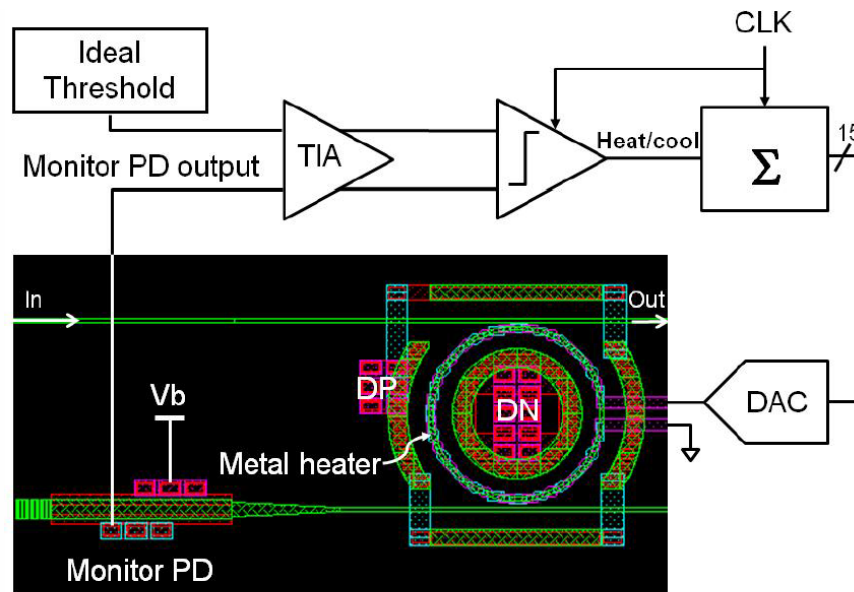 Ideal
Threshold
CLK
TIA
Heat/cool
Σ
15
Monitor PD output
In
Out
DP
DN
Vb
DAC
Metal heater
Monitor PD